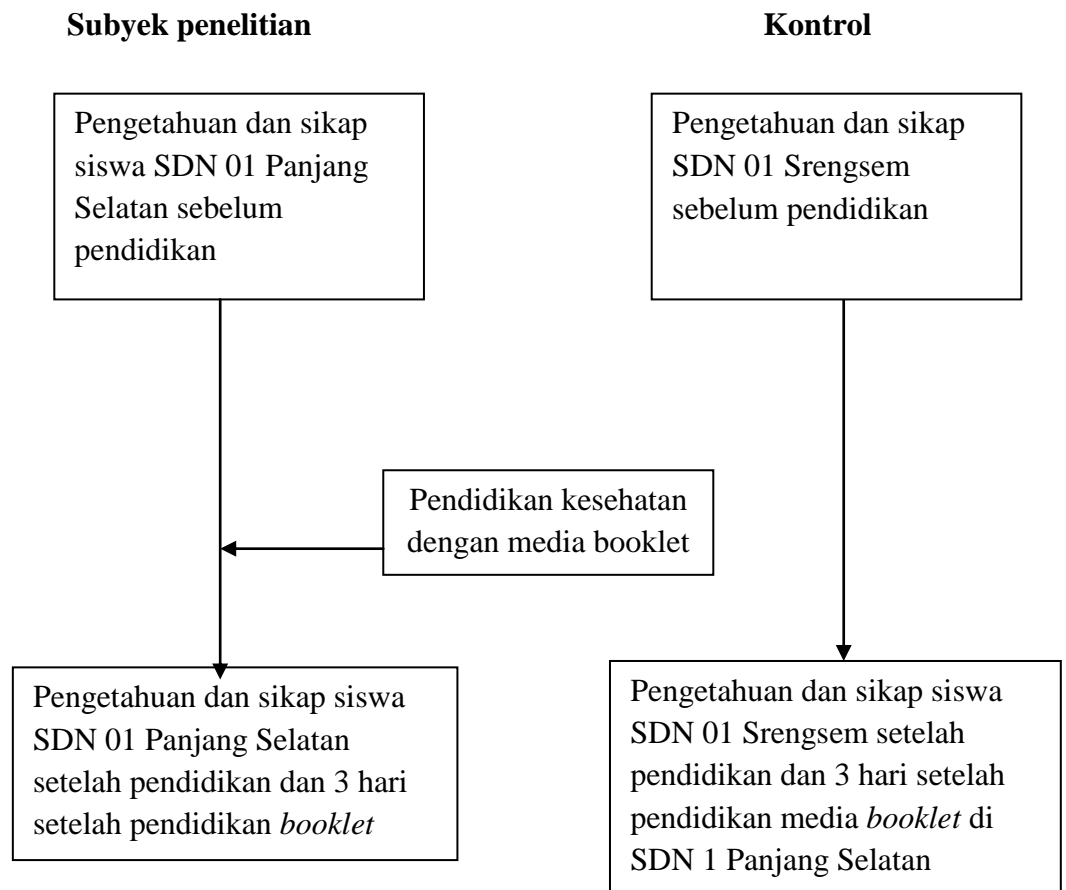 Subyek penelitian
Kontrol
Pengetahuan dan sikap
siswa SDN 01 Panjang
Selatan sebelum
pendidikan
Pengetahuan dan sikap
SDN 01 Srengsem
sebelum pendidikan
Pendidikan kesehatan
dengan media booklet
Pengetahuan dan sikap siswa
SDN 01 Panjang Selatan
setelah pendidikan dan 3 hari
setelah pendidikan booklet
Pengetahuan dan sikap siswa
SDN 01 Srengsem setelah
pendidikan dan 3 hari setelah
pendidikan media booklet di
SDN 1 Panjang Selatan